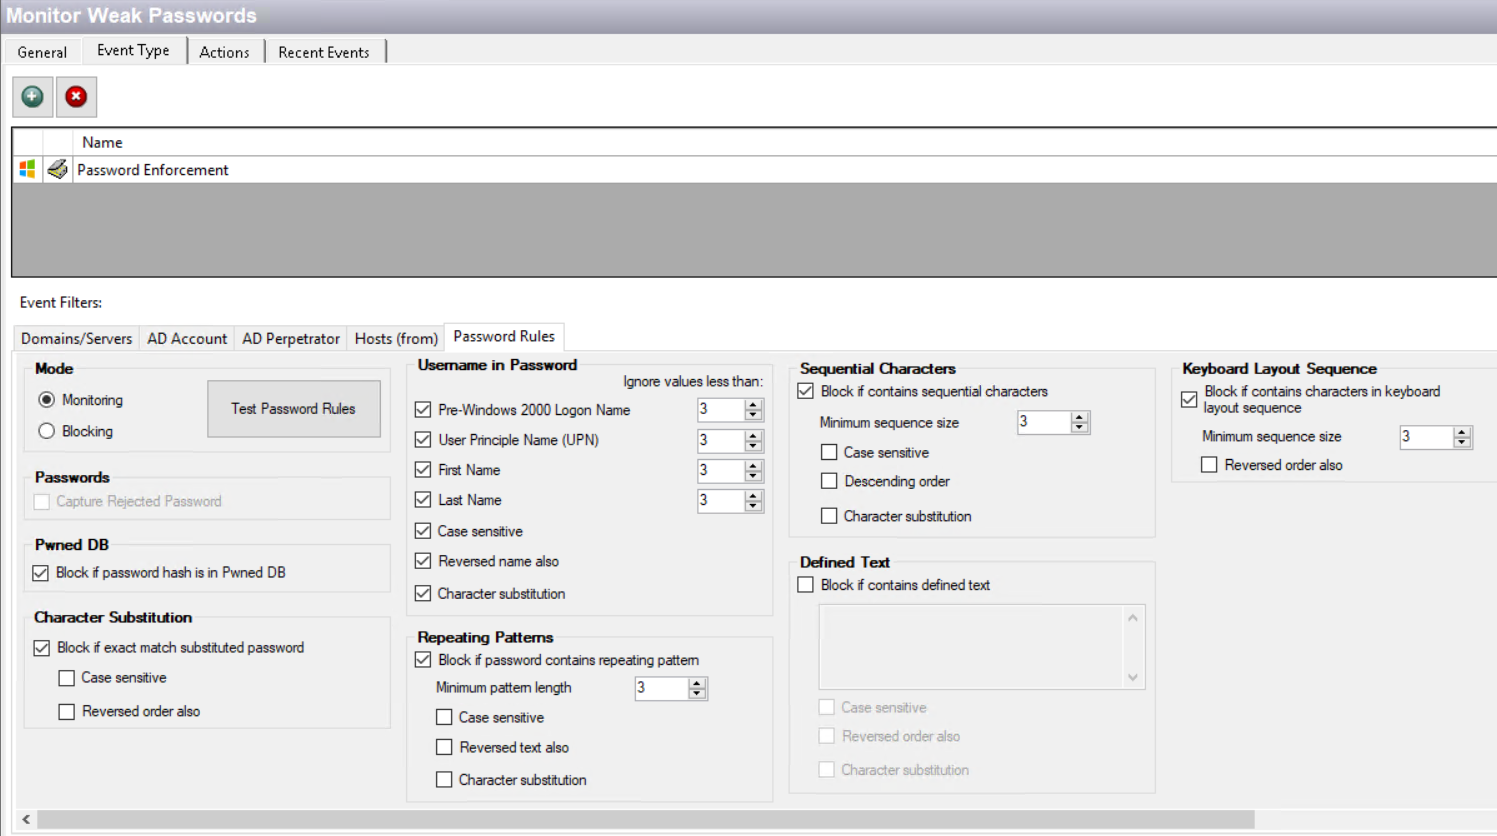 Monitor Weak Passwords
General
Event Type
Actions
Recent Events
Name
Password Enforcement
Event Filters:
Domains/Servers
AD Account
AD Perpetrator
Hosts (from)
Password Rules
Mode
Monitoring
Blocking
Test Password Rules
Passwords
Capture Rejected Password
Pwned DB
Block if password hash is in Pwned DB
Character Substitution
Block if exact match substituted password
Case sensitive
Reversed order also
Username in Password
Ignore values less than:
Pre-Windows 2000 Logon Name 3
User Principle Name (UPN) 3
First Name 3
Last Name 3
Case sensitive
Reversed name also
Character substitution
Repeating Patterns
Block if password contains repeating pattern
Minimum pattern length 3
Case sensitive
Reversed text also
Character substitution
Sequential Characters
Block if contains sequential characters
Minimum sequence size 3
Case sensitive
Descending order
Character substitution
Defined Text
Block if contains defined text
Case sensitive
Reversed order also
Character substitution
Keyboard Layout Sequence
Block if contains characters in keyboard
layout sequence
Minimum sequence size 3
Reversed order also